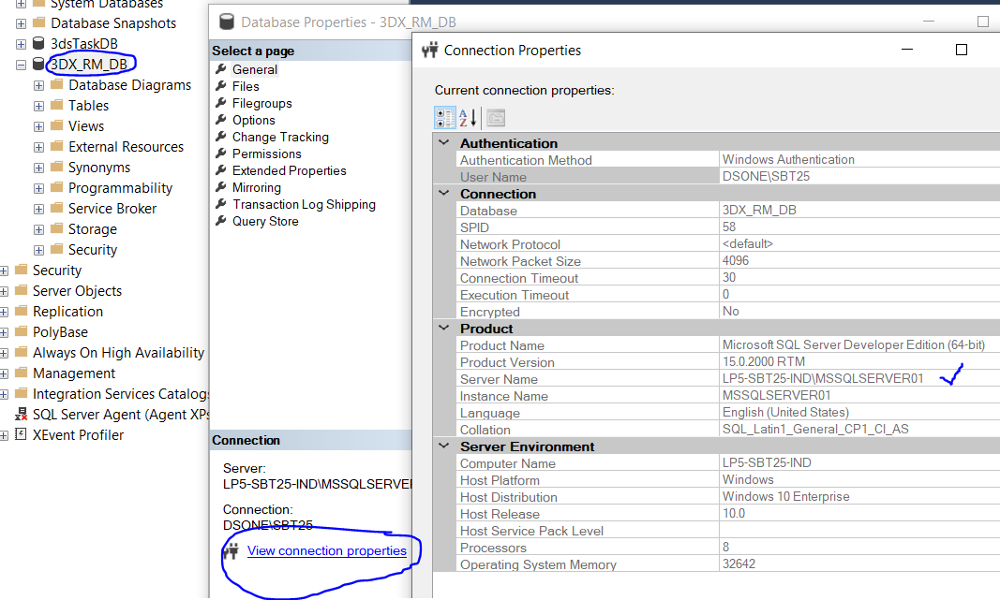 System Databases
Database Snapshots
3dsTaskDB
3DX_RM_DB
Database Diagrams
Tables
Views
External Resources
Synonyms
Programmability
Service Broker
Storage
Security
Security
Server Objects
Replication
PolyBase
Always On High Availability
Management
Integration Services Catalogs
SQL Server Agent (Agent XPs
XEvent Profiler
Database Properties - 3DX_RM_DB
Select a page
General
Files
Filegroups
Options
Change Tracking
Permissions
Extended Properties
Mirroring
Transaction Log Shipping
Query Store
Connection
Server:
LP5-SBT25-IND\MSSQLSERVER
Connection:
DSONE\SBT25
View connection properties
Connection Properties
Current connection properties:
Authentication
Authentication Method Windows Authentication
User Name DSONE\SBT25
Connection
Database 3DX_RM_DB
SPID 58
Network Protocol <default>
Network Packet Size 4096
Connection Timeout 30
Execution Timeout 0
Encrypted No
Product
Product Name Microsoft SQL Server Developer Edition (64-bit)
Product Version 15.0.2000 RTM
Server Name LP5-SBT25-IND\MSSQLSERVER01
Instance Name MSSQLSERVER01
Language English (United States)
Collation SQL_Latin1_General_CP1_CI_AS
Server Environment
Computer Name LP5-SBT25-IND
Host Platform Windows
Host Distribution Windows 10 Enterprise
Host Release 10.0
Host Service Pack Level
Processors 8
Operating System Memory 32642